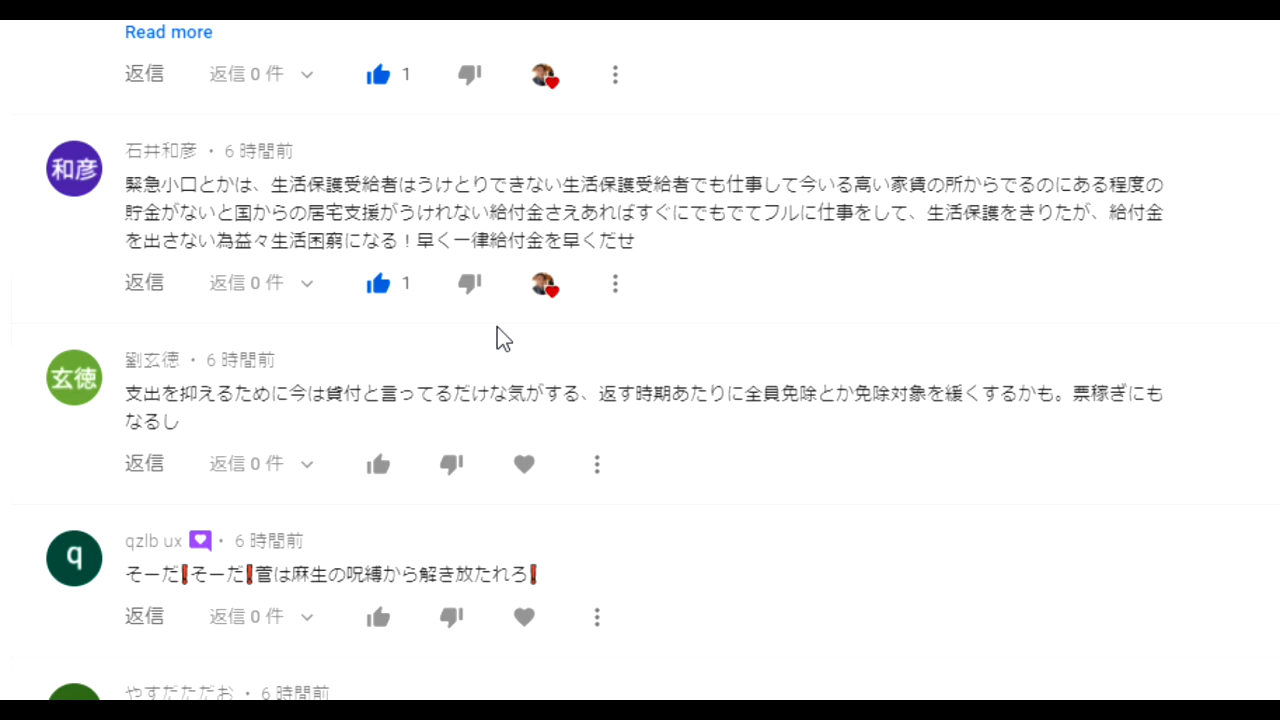 Read more
返信 返信 0 件 1
石井和彦 • 6 時間前
和彦
緊急小口とかは、生活保護受給者はうけとりできない生活保護受給者でも仕事して今いる高い家賃の所からでるのにある程度の
貯金がないと国からの居宅支援がうけれない給付金さえあればすぐにでもでてフルに仕事をして、生活保護をきりたが、給付金
を出さない為益々生活困窮になる！早く一律給付金を早くだせ
返信 返信 0 件 1
劉玄徳 • 6 時間前
玄徳
支出を抑えるために今は貸付と言ってるだけな気がする、返す時期あたりに全員免除とか免除対象を緩くするかも。票稼ぎにも
なるし
返信 返信 0 件
qzlb ux • 6 時間前
q
そーだ❗そーだ❗菅は麻生の呪縛から解き放たれろ❗
返信 返信 0 件
やすだただお • 6 時間前